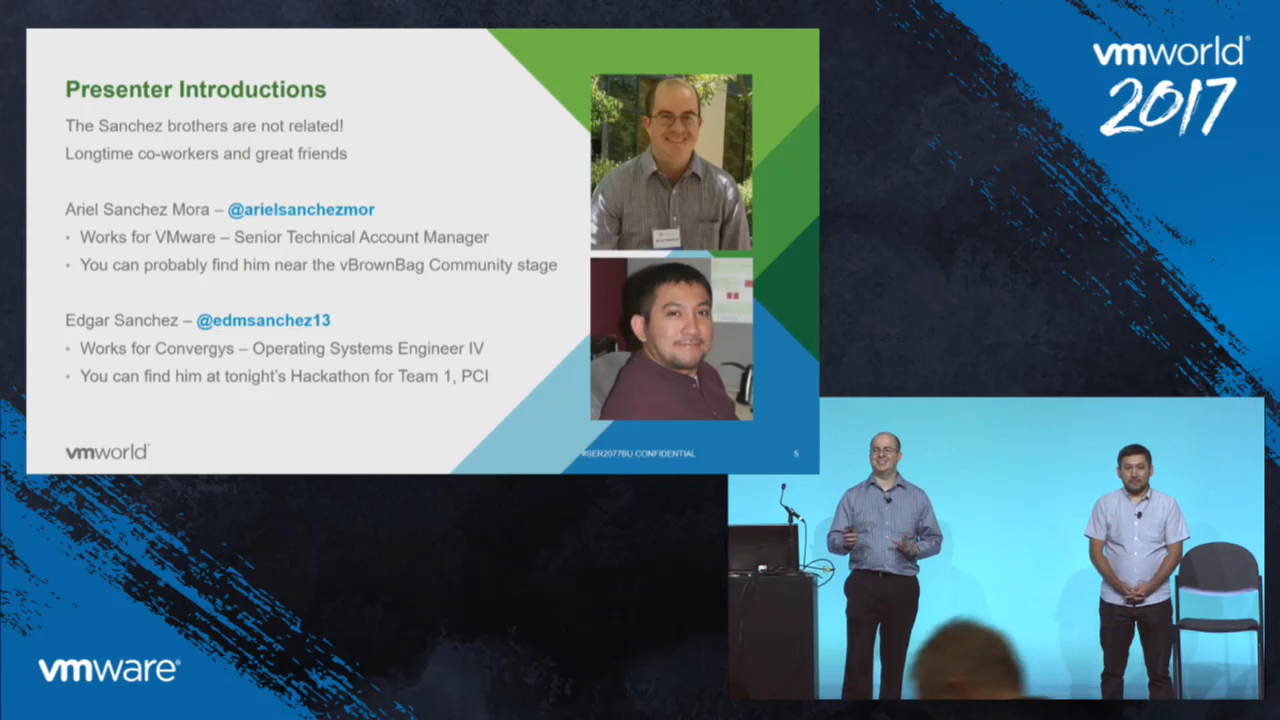 Presenter Introductions
The Sanchez brothers are not related!
Longtime co-workers and great friends
Ariel Sanchez Mora – @arielsanchezmor
• Works for VMware – Senior Technical Account Manager
• You can probably find him near the vBrownBag Community stage
Edgar Sanchez – @edmsanchez13
• Works for Convergys – Operating Systems Engineer IV
• You can find him at tonight's Hackathon for Team 1, PCI
vmworld®
#SER2077BU CONFIDENTIAL
5
vmworld®
2017
vmware®